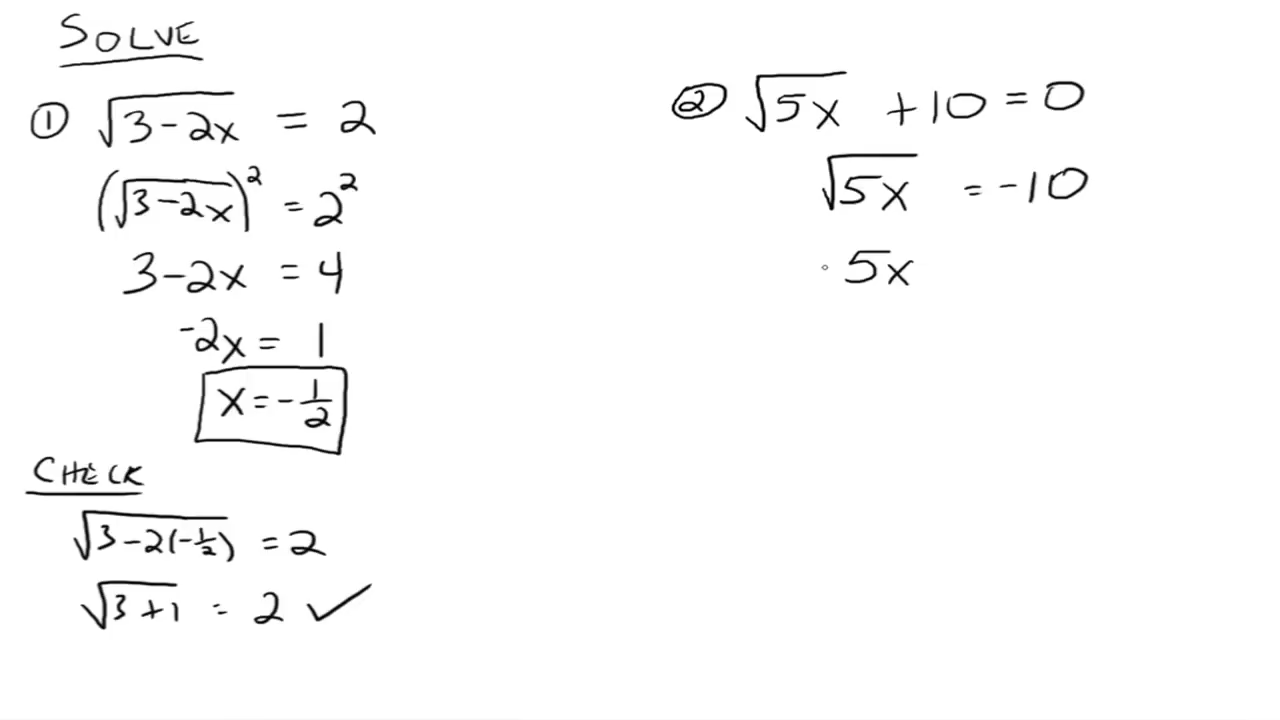 SOLVE
① √(3-2x) = 2
(√(3-2x))² = 2²
3-2x = 4
-2x = 1
x = -1/2
CHECK
√(3-2(-1/2)) = 2
√(3+1) = 2 ✓
② √(5x) +10 = 0
√(5x) = -10
5x